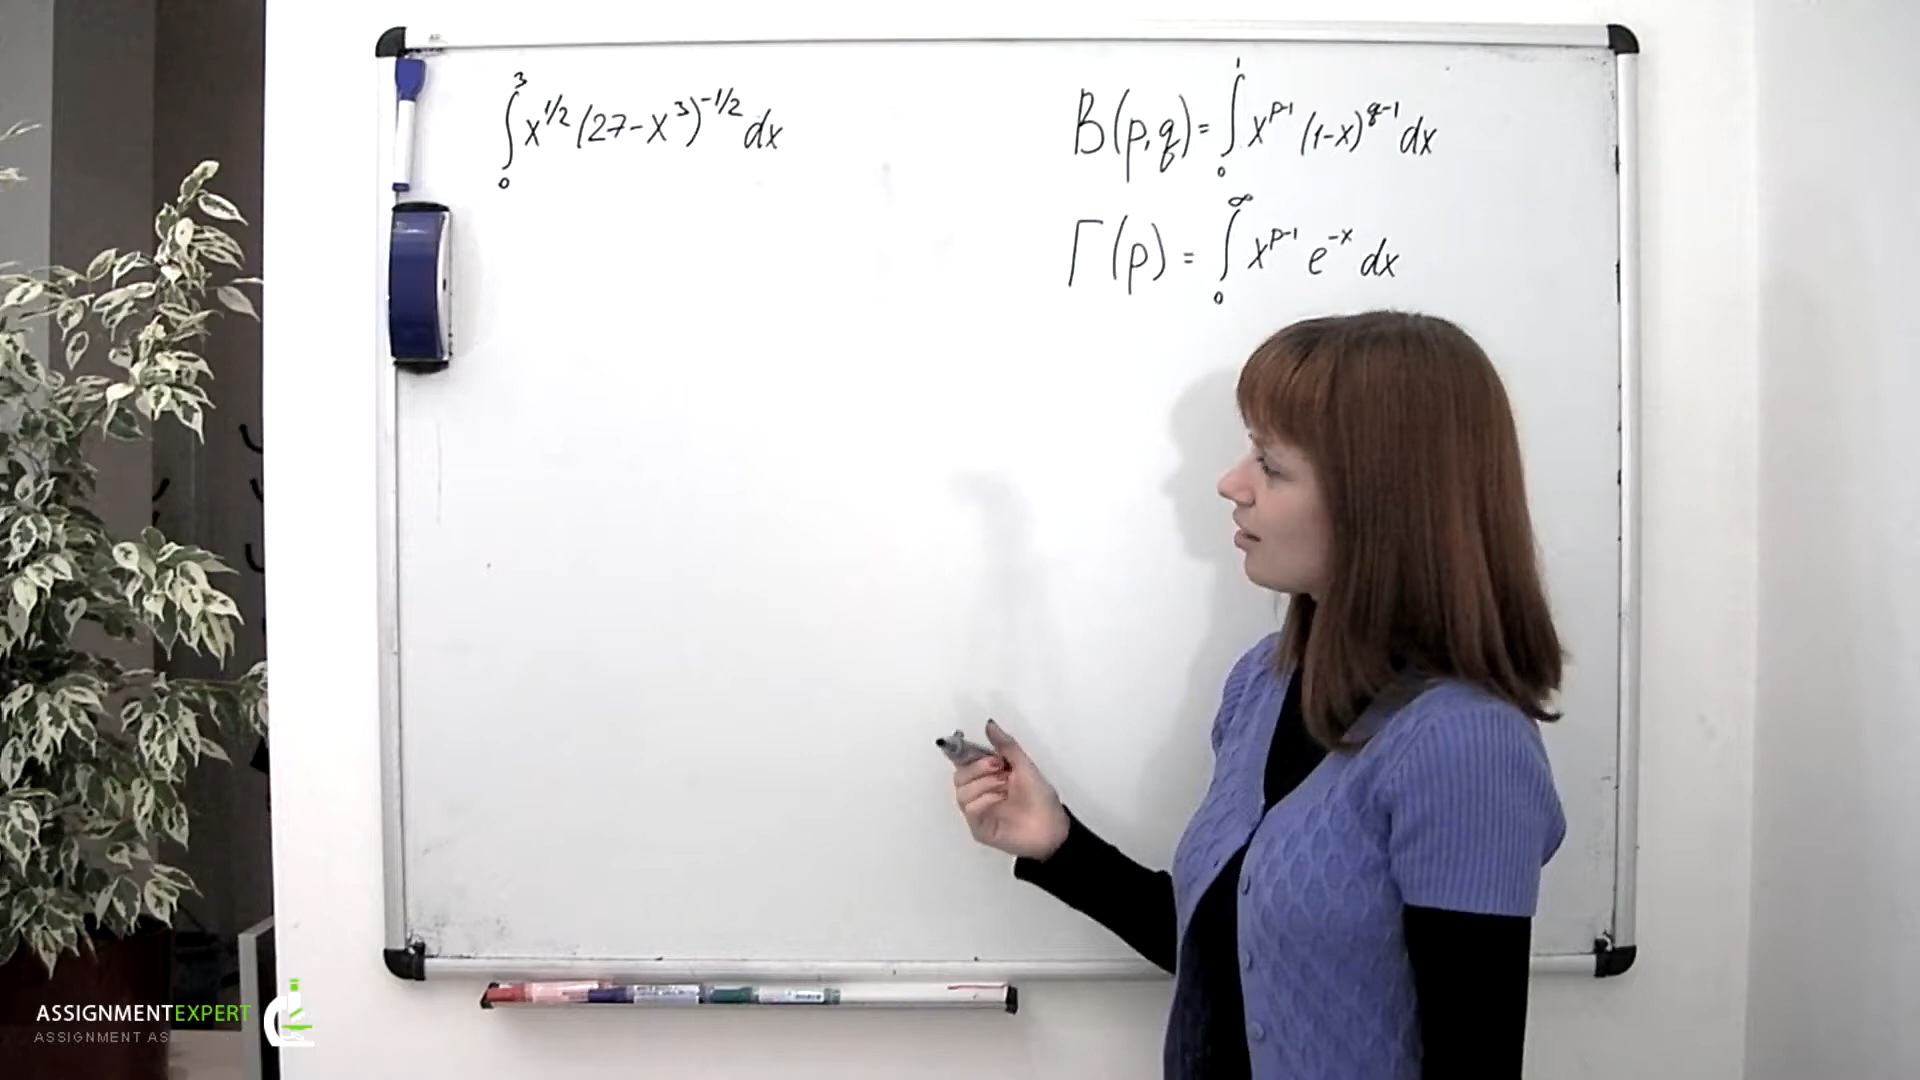 ∫₀³ x^{1/2} (27-x³)^{-1/2} dx
B(p,q) = ∫₀¹ x^{p-1} (1-x)^{q-1} dx
Γ(p) = ∫₀^∞ x^{p-1} e^{-x} dx
ASSIGNMENTEXPERT
ASSIGNMENT AS